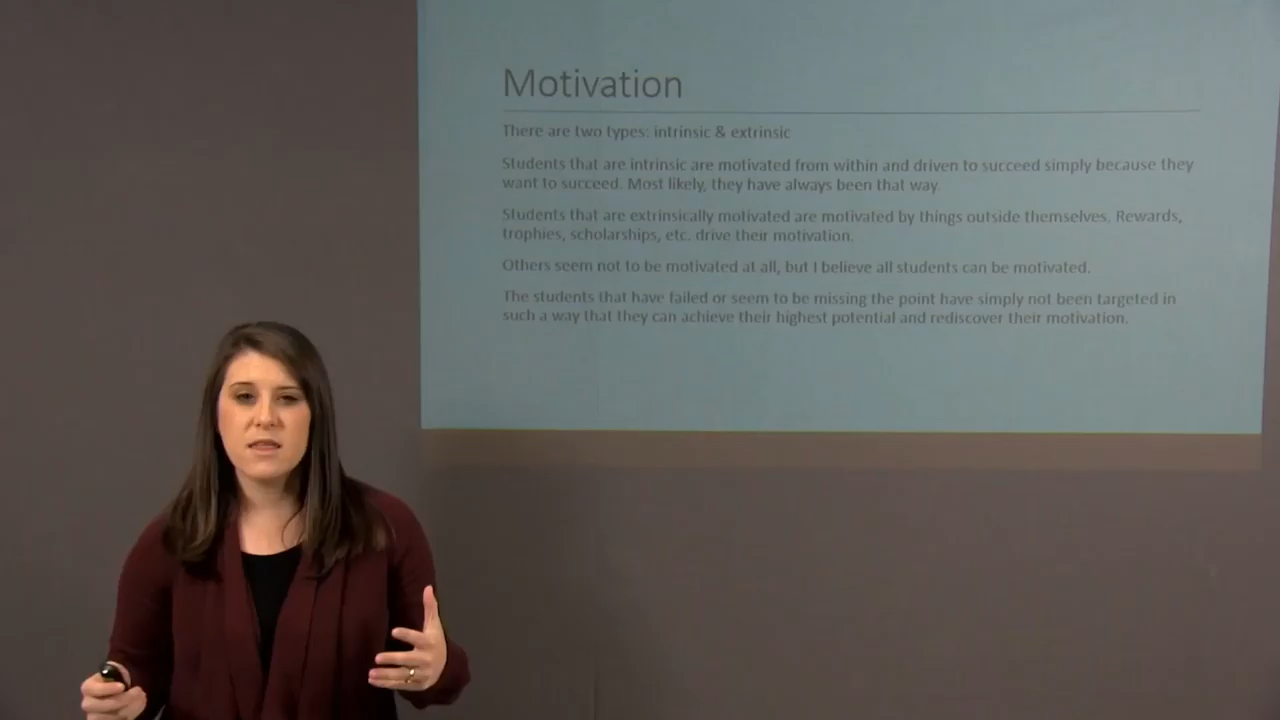 Motivation
There are two types: intrinsic & extrinsic
Students that are intrinsic are motivated from within and driven to succeed simply because they
want to succeed. Most likely, they have always been that way.
Students that are extrinsically motivated are motivated by things outside themselves. Rewards,
trophies, scholarships, etc. drive their motivation.
Others seem not to be motivated at all, but I believe all students can be motivated.
The students that have failed or seem to be missing the point have simply not been targeted in
such a way that they can achieve their highest potential and rediscover their motivation.